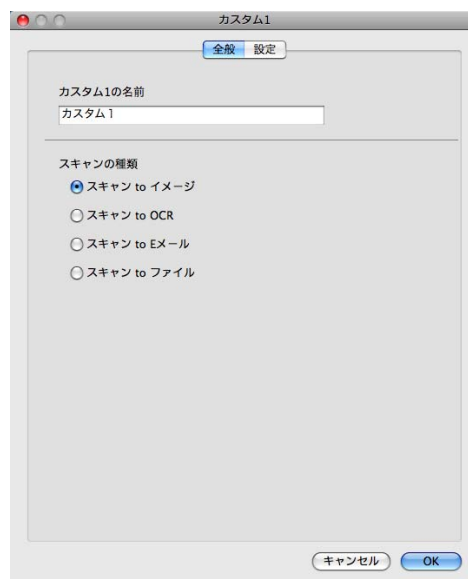 カスタム1
全般 設定
カスタム1の名前
カスタム1
スキャンの種類
スキャン to イメージ
スキャン to OCR
スキャン to Eメール
スキャン to ファイル
キャンセル OK